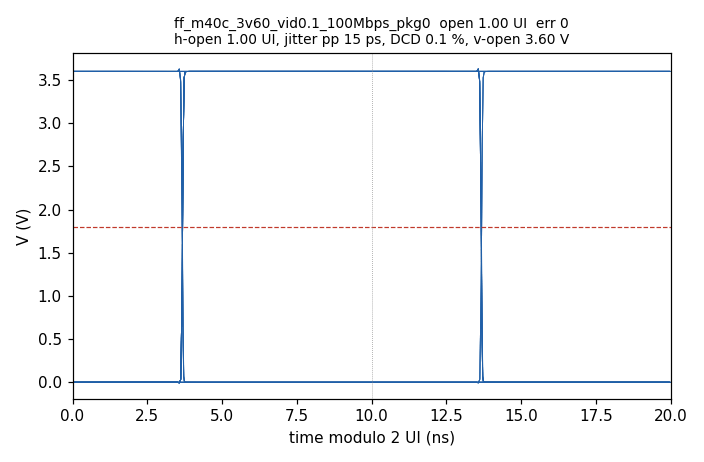 ff_m40c_3v60_vid0.1_100Mbps_pkg0  open 1.00 UI  err 0
h-open 1.00 UI, jitter pp 15 ps, DCD 0.1 %, v-open 3.60 V
3.5
3.0
2.5
2.0
1.5
1.0
0.5
0.0
V (V)
0.0 2.5 5.0 7.5 10.0 12.5 15.0 17.5 20.0
time modulo 2 UI (ns)